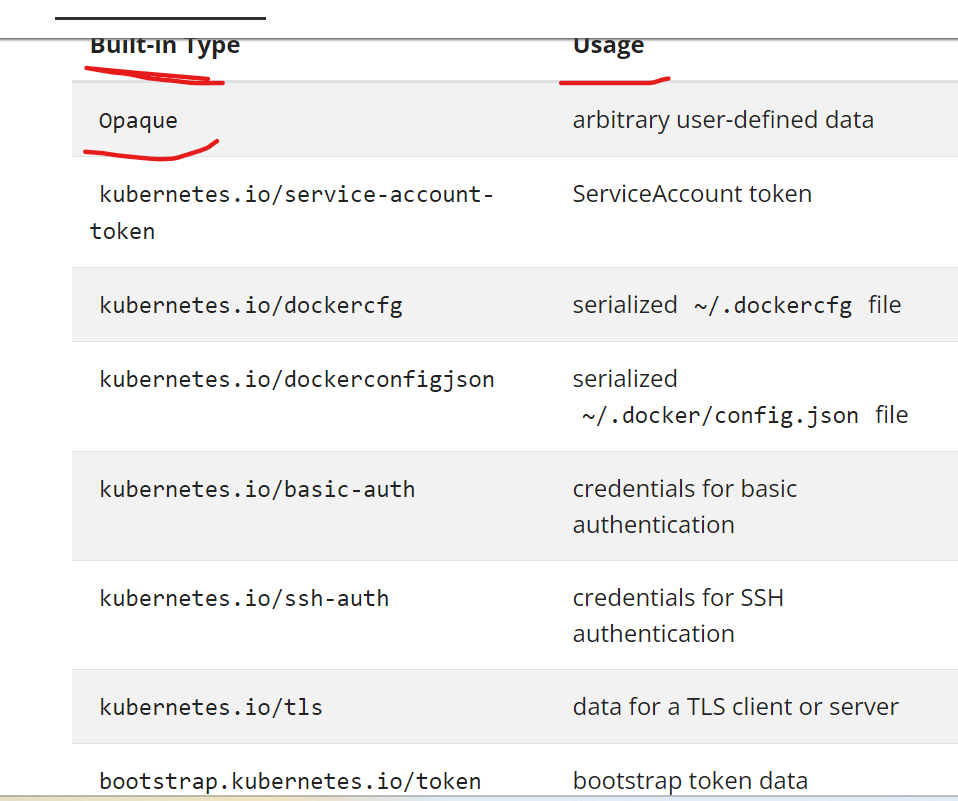 Built-in Type Usage
Opaque arbitrary user-defined data
kubernetes.io/service-account- ServiceAccount token
token
kubernetes.io/dockercfg serialized ~/.dockercfg file
kubernetes.io/dockerconfigjson serialized
~/.docker/config.json file
kubernetes.io/basic-auth credentials for basic
authentication
kubernetes.io/ssh-auth credentials for SSH
authentication
kubernetes.io/tls data for a TLS client or server
bootstrap.kubernetes.io/token bootstrap token data